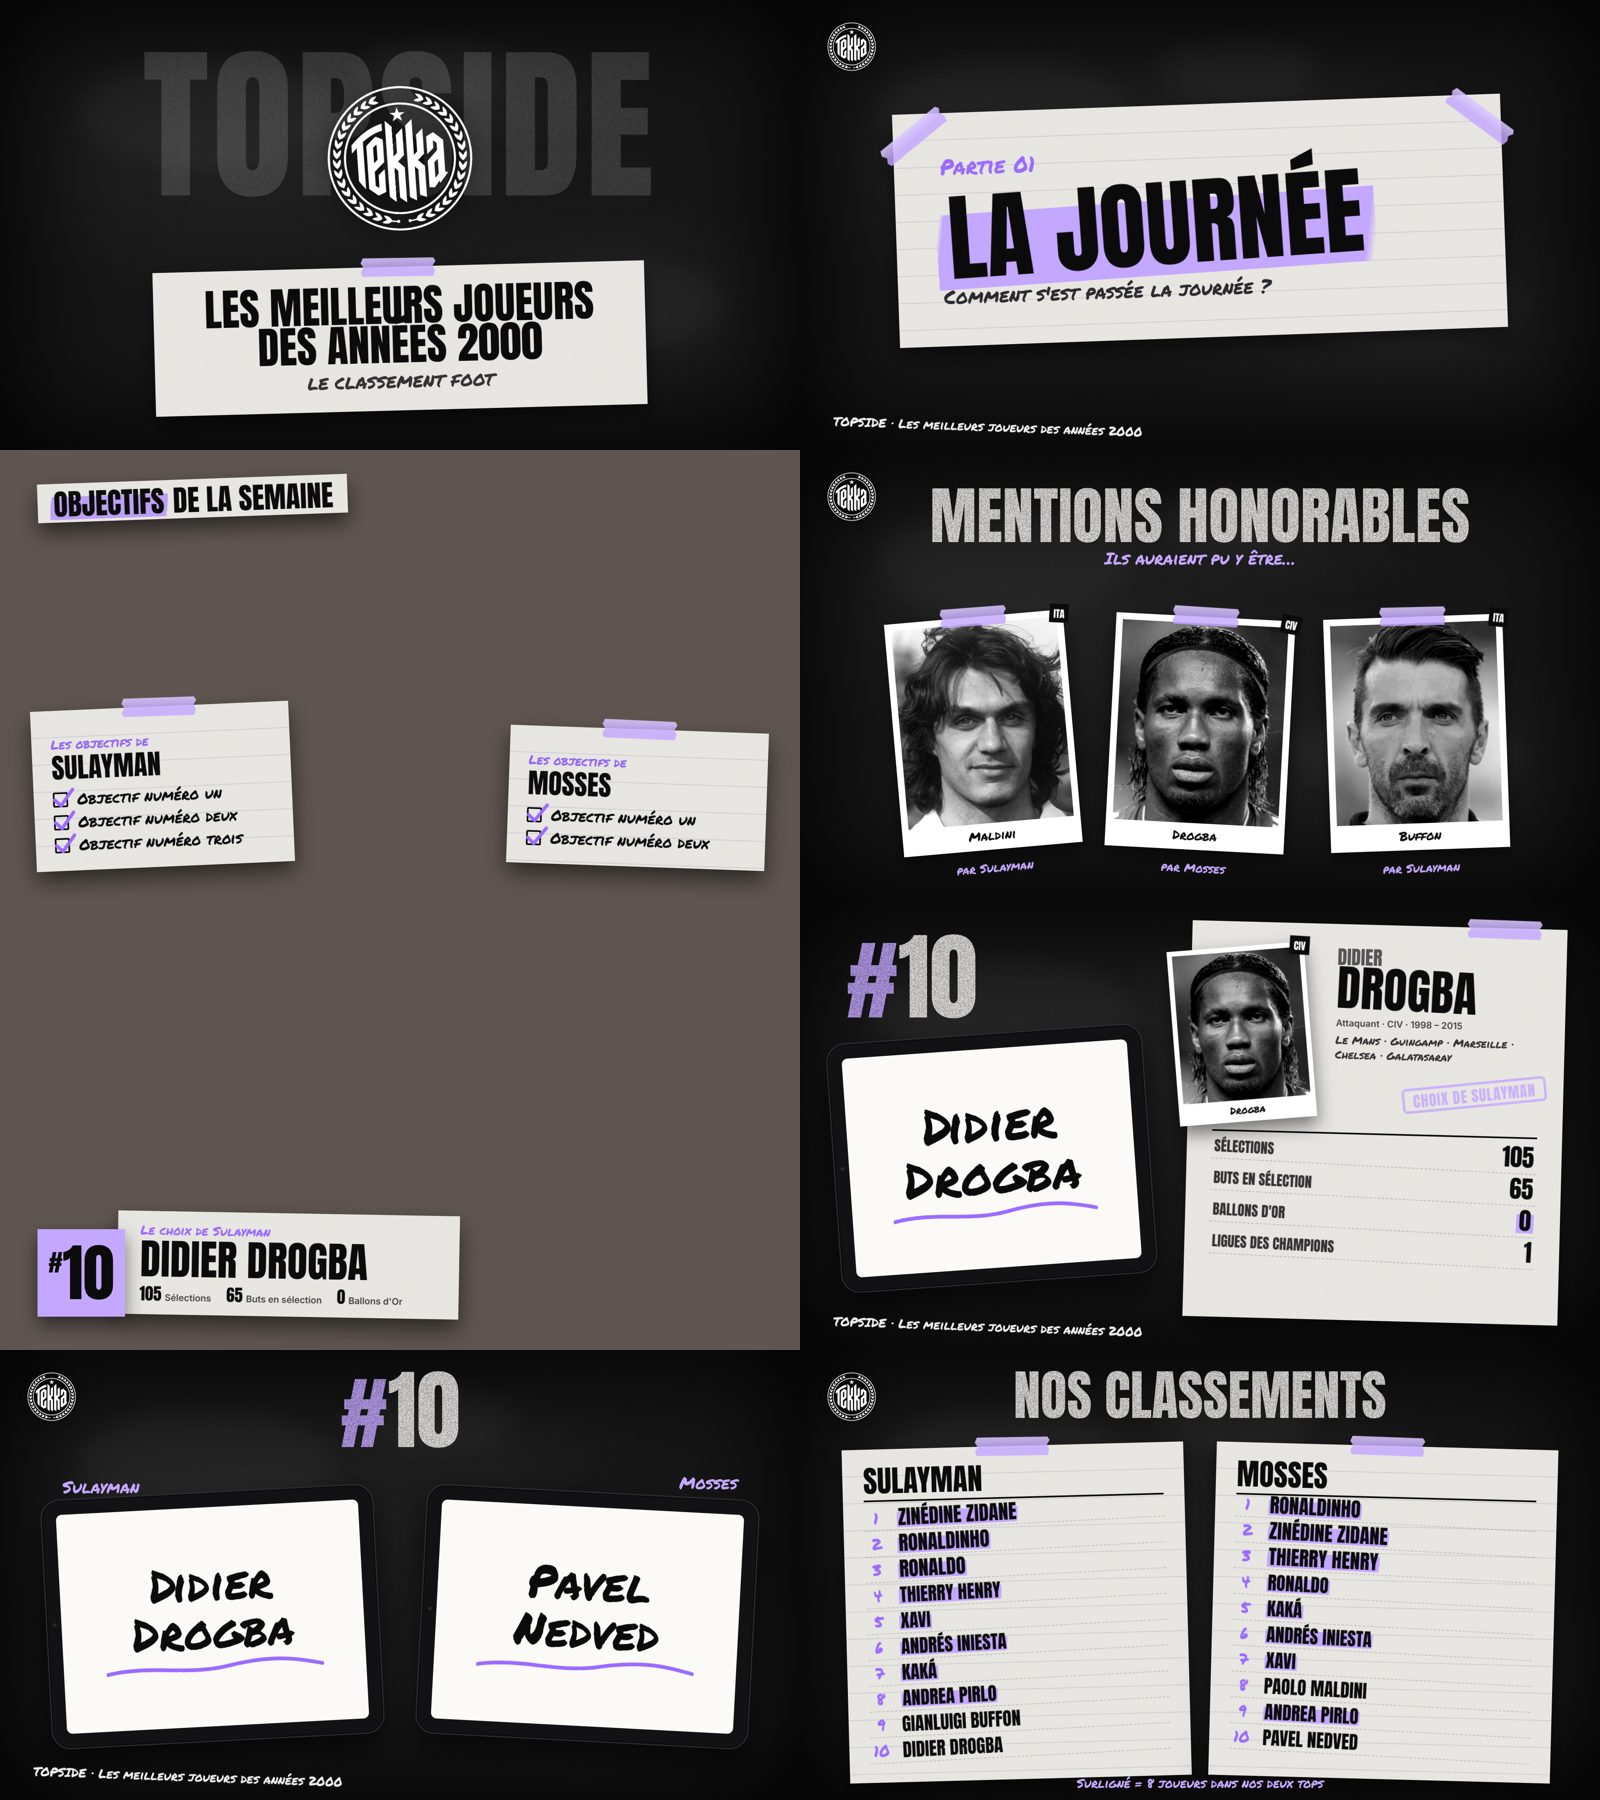 TOPSIDE
Tekka
LES MEILLEURS JOUEURS
DES ANNÉES 2000
LE CLASSEMENT FOOT
Tekka
PARTIE 01
LA JOURNÉE
COMMENT S'EST PASSÉE LA JOURNÉE ?
TOPSIDE · LES MEILLEURS JOUEURS DES ANNÉES 2000
OBJECTIFS DE LA SEMAINE
LES OBJECTIFS DE
SULAYMAN
OBJECTIF NUMÉRO UN
OBJECTIF NUMÉRO DEUX
OBJECTIF NUMÉRO TROIS
LES OBJECTIFS DE
MOSSES
OBJECTIF NUMÉRO UN
OBJECTIF NUMÉRO DEUX
#10
LE CHOIX DE SULAYMAN
DIDIER DROGBA
105 Sélections 65 Buts en sélection 0 Ballons d'Or
Tekka
MENTIONS HONORABLES
ILS AURAIENT PU Y ÊTRE...
ITA
MALDINI
PAR SULAYMAN
CIV
DROGBA
PAR MOSSES
ITA
BUFFON
PAR SULAYMAN
#10
DIDIER
DROGBA
CIV
DROGBA
DIDIER
DROGBA
Attaquant · CIV · 1998 – 2015
LE MANS · GUINGAMP · MARSEILLE ·
CHELSEA · GALATASARAY
CHOIX DE SULAYMAN
SÉLECTIONS 105
BUTS EN SÉLECTION 65
BALLONS D'OR 0
LIGUES DES CHAMPIONS 1
TOPSIDE · LES MEILLEURS JOUEURS DES ANNÉES 2000
Tekka
#10
SULAYMAN
DIDIER
DROGBA
MOSSES
PAVEL
NEDVED
TOPSIDE · LES MEILLEURS JOUEURS DES ANNÉES 2000
Tekka
NOS CLASSEMENTS
SULAYMAN
1 ZINÉDINE ZIDANE
2 RONALDINHO
3 RONALDO
4 THIERRY HENRY
5 XAVI
6 ANDRÉS INIESTA
7 KAKÁ
8 ANDREA PIRLO
9 GIANLUIGI BUFFON
10 DIDIER DROGBA
MOSSES
1 RONALDINHO
2 ZINÉDINE ZIDANE
3 THIERRY HENRY
4 RONALDO
5 KAKÁ
6 ANDRÉS INIESTA
7 XAVI
8 PAOLO MALDINI
9 ANDREA PIRLO
10 PAVEL NEDVED
SURLIGNÉ = 8 JOUEURS DANS NOS DEUX TOPS